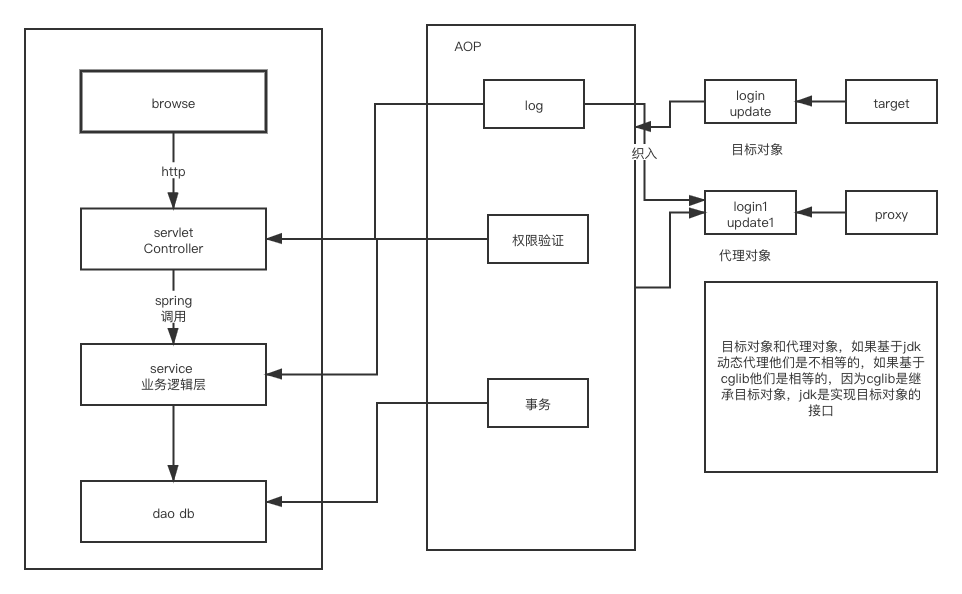 browse
http
servlet
Controller
spring
调用
service
业务逻辑层
dao db
AOP
log
权限验证
事务
织入
login
update
target
目标对象
login1
update1
proxy
代理对象
目标对象和代理对象，如果基于jdk
动态代理他们是不相等的，如果基于
cglib他们是相等的，因为cglib是继
承目标对象，jdk是实现目标对象的
接口